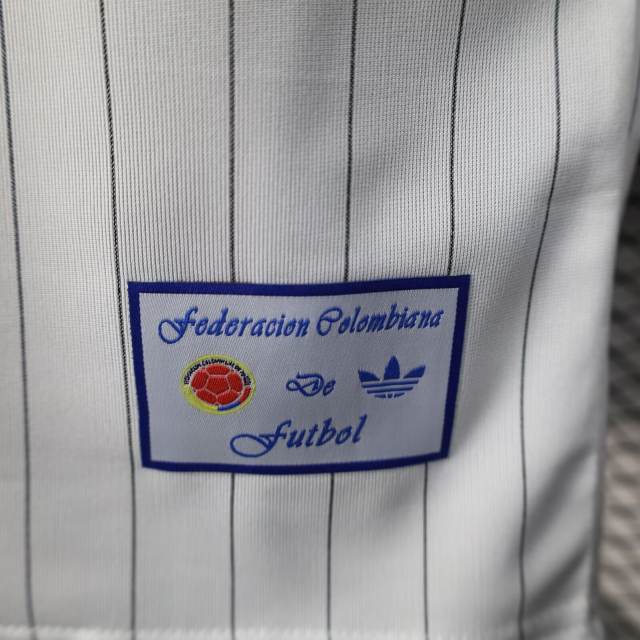 Federacion Colombiana
De
Futbol